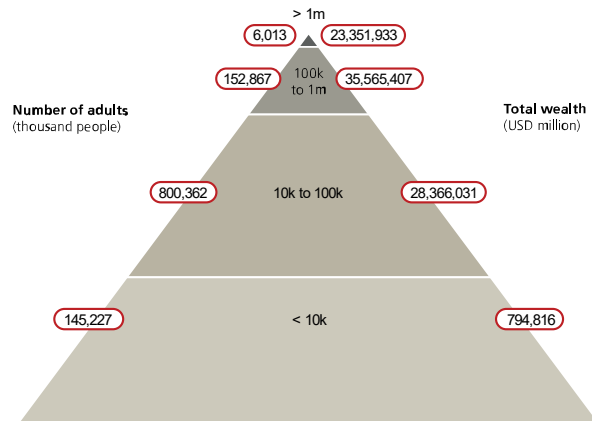 > 1m
6,013
23,351,933
152,867
100k
to 1m
35,565,407
Number of adults
(thousand people)
Total wealth
(USD million)
800,362
10k to 100k
28,366,031
145,227
< 10k
794,816